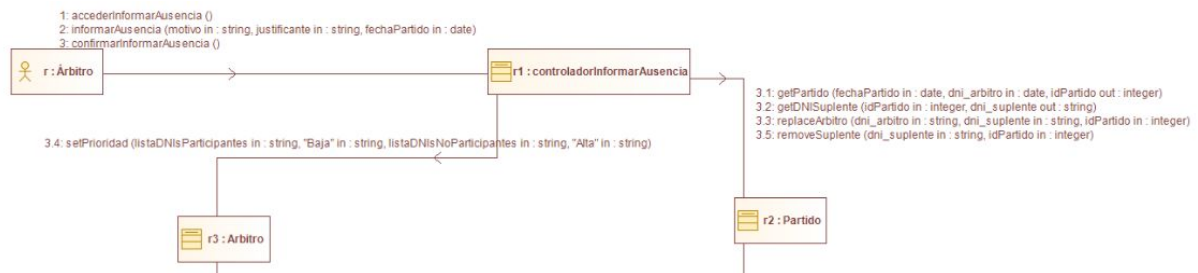 1: accederInformarAusencia ()
2: informarAusencia (motivo in : string, justificante in : string, fechaPartido in : date)
3: confirmarInformarAusencia ()
r : Árbitro
r1 : controladorInformarAusencia
3.1: getPartido (fechaPartido in : date, dni_arbitro in : date, idPartido out : integer)
3.2: getDNISuplente (idPartido in : integer, dni_suplente out : string)
3.3: replaceArbitro (dni_arbitro in : string, dni_suplente in : string, idPartido in : integer)
3.5: removeSuplente (dni_suplente in : string, idPartido in : integer)
3.4: setPrioridad (listaDNIsParticipantes in : string, "Baja" in : string, listaDNIsNoParticipantes in : string, "Alta" in : string)
r3 : Arbitro
r2 : Partido